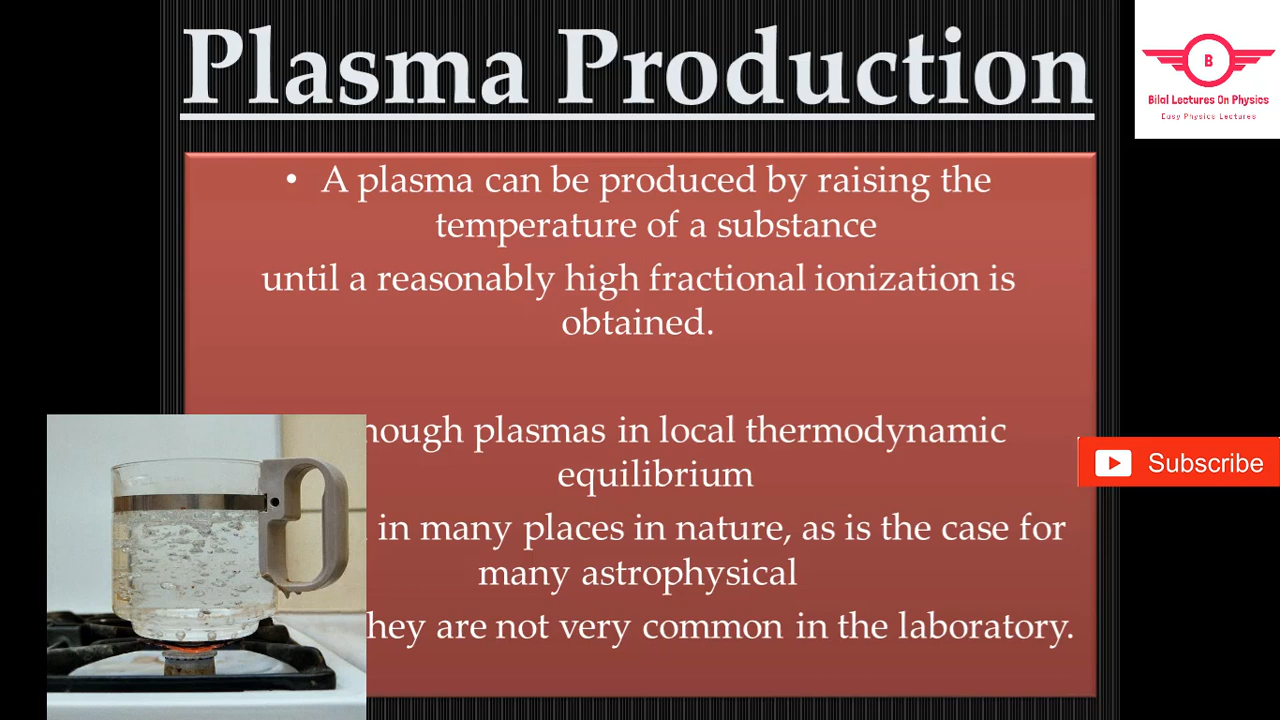 Plasma Production
B
Bilal Lectures On Physics
Easy Physics Lectures
• A plasma can be produced by raising the
temperature of a substance
until a reasonably high fractional ionization is
obtained.
plasmas in local thermodynamic
equilibrium
in many places in nature, as is the case for
many astrophysical
are not very common in the laboratory.
Subscribe